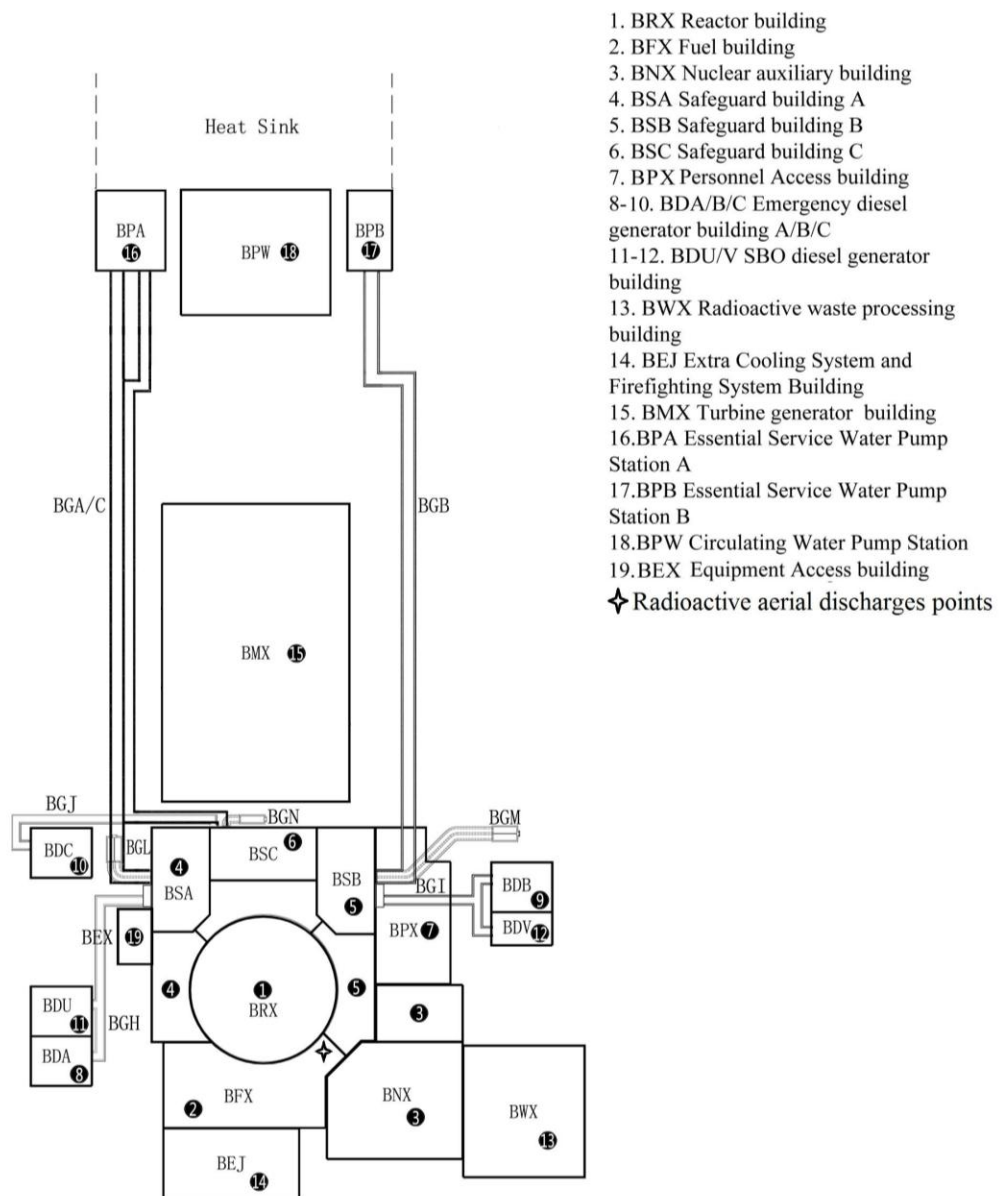 Heat Sink
BPA
16
BPW 18
BPB
17
BGA/C
BGB
BMX 15
BGJ
BGN
BGM
BDC
10
BGL
4
BSA
BSC
6
BSB
5
BGI
BDB
9
BDV
12
BEX 19
BPX 7
4
1
BRX
5
3
BDU
11
BGH
BDA
8
BFX
2
BNX
3
BWX
13
BEJ
14
1. BRX Reactor building
2. BFX Fuel building
3. BNX Nuclear auxiliary building
4. BSA Safeguard building A
5. BSB Safeguard building B
6. BSC Safeguard building C
7. BPX Personnel Access building
8-10. BDA/B/C Emergency diesel
generator building A/B/C
11-12. BDU/V SBO diesel generator
building
13. BWX Radioactive waste processing
building
14. BEJ Extra Cooling System and
Firefighting System Building
15. BMX Turbine generator building
16.BPA Essential Service Water Pump
Station A
17.BPB Essential Service Water Pump
Station B
18.BPW Circulating Water Pump Station
19.BEX Equipment Access building
Radioactive aerial discharges points